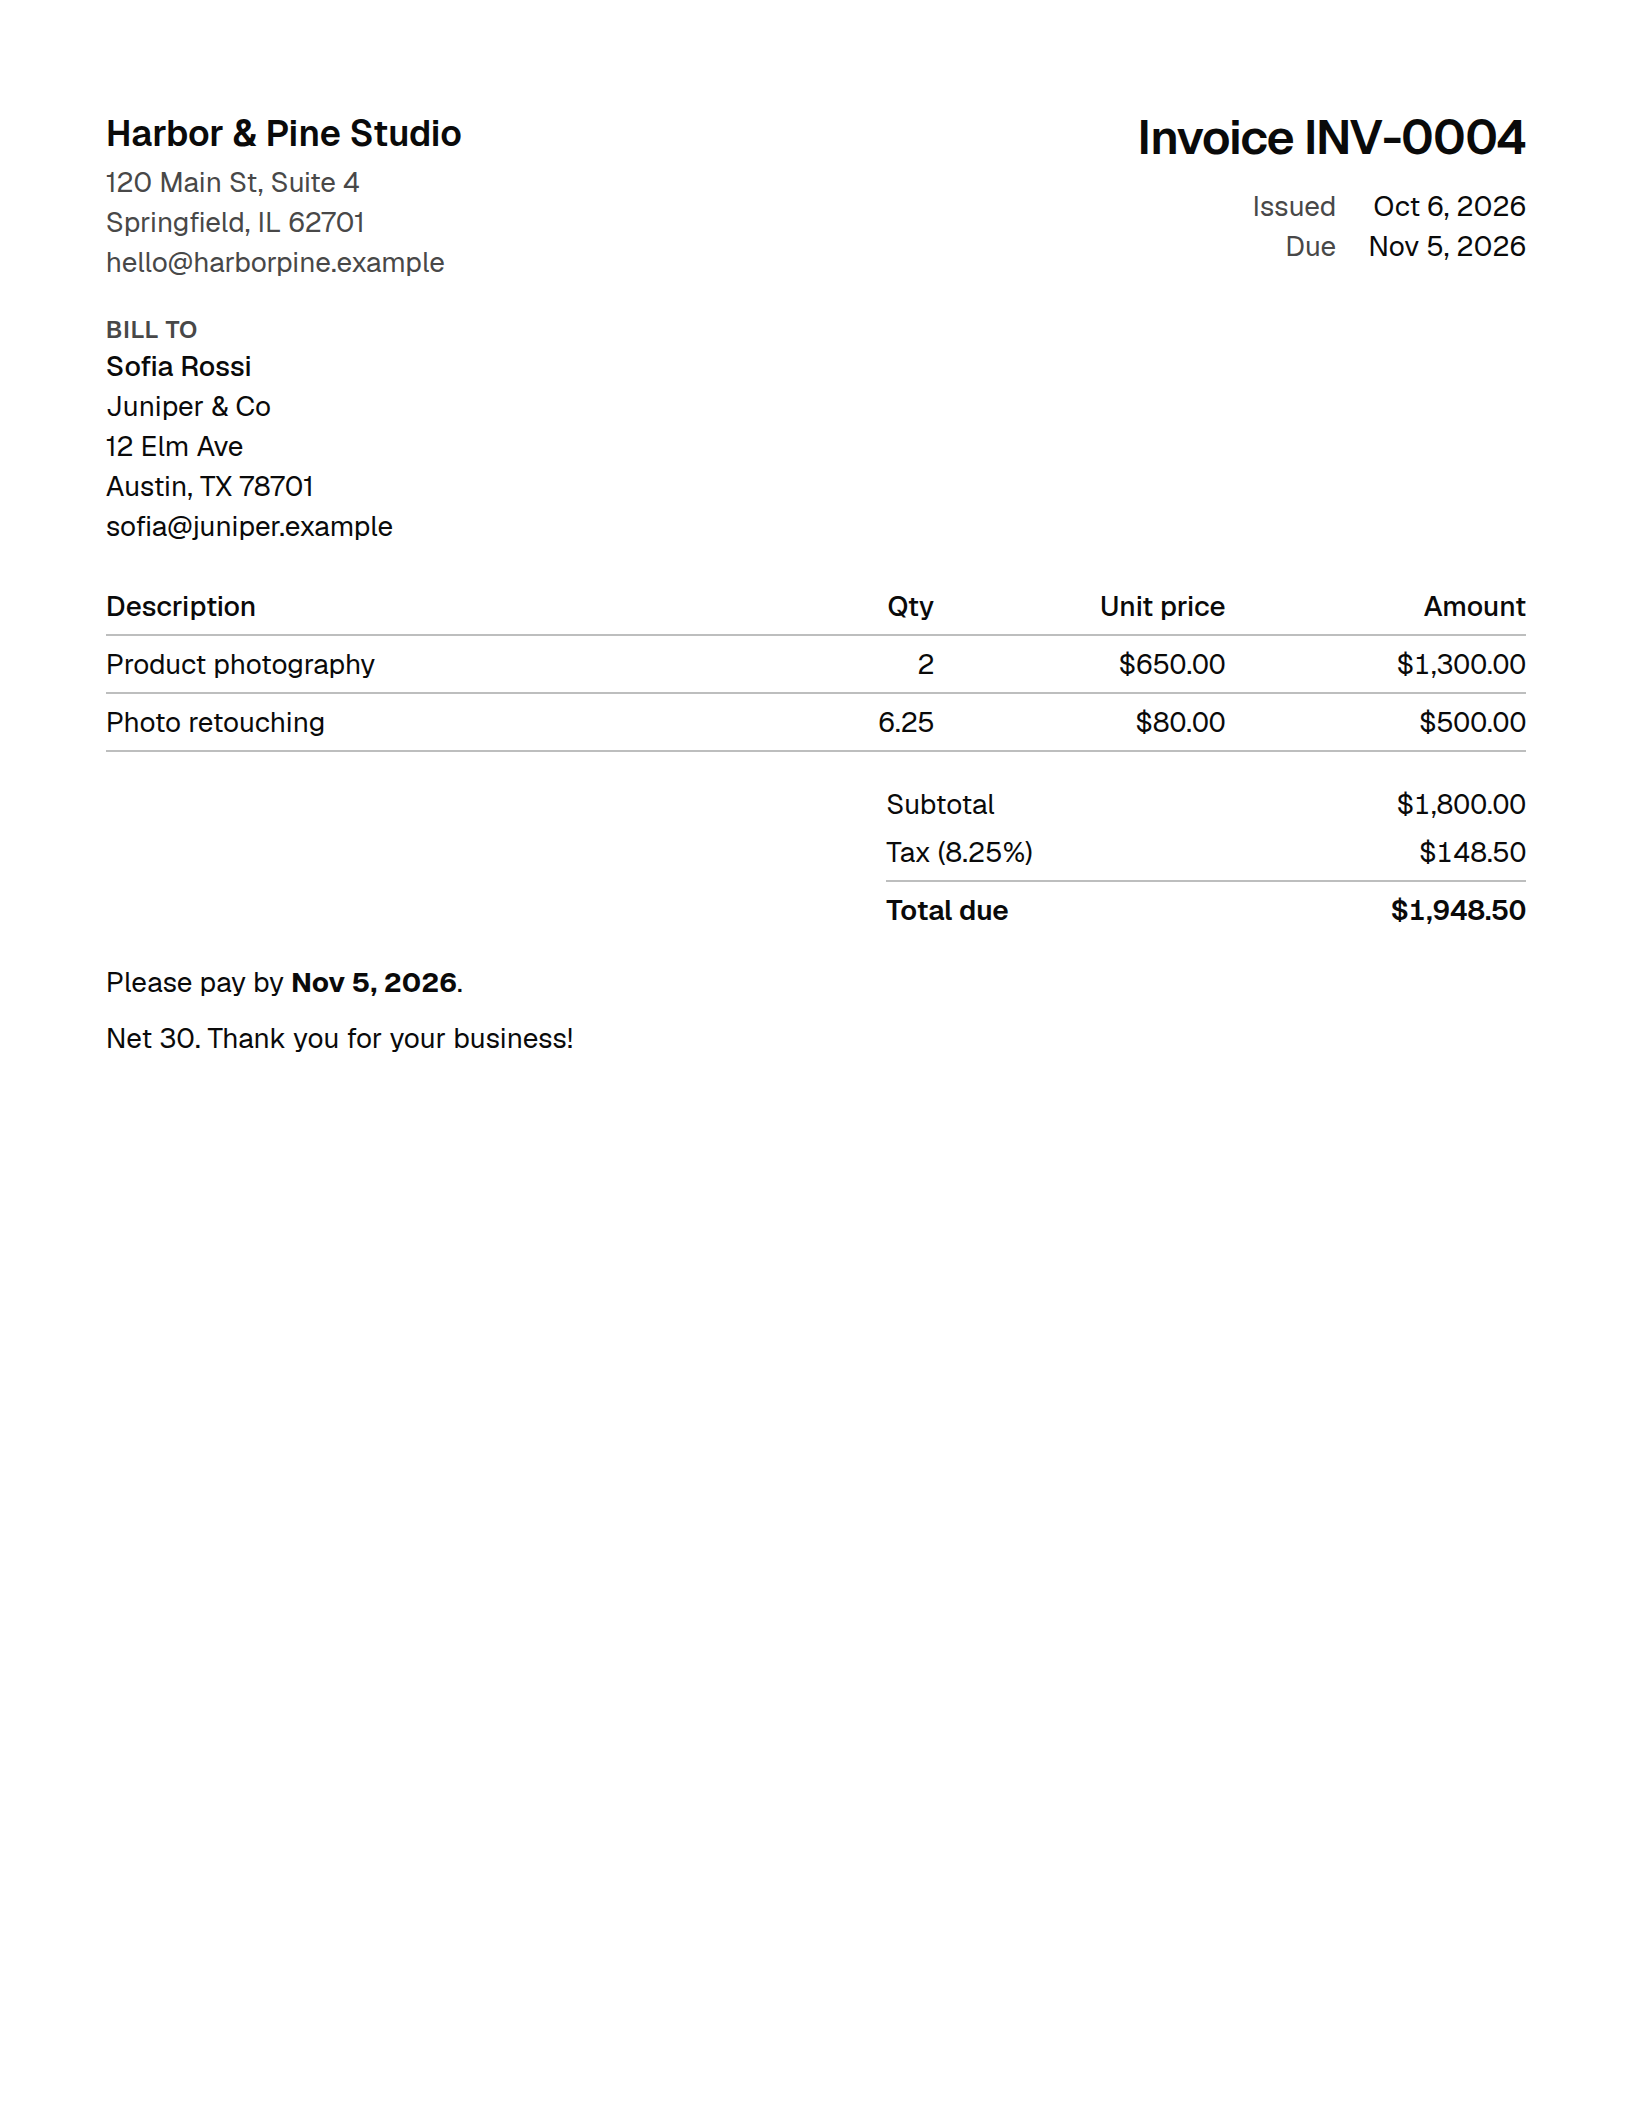 Harbor & Pine Studio
120 Main St, Suite 4
Springfield, IL 62701
hello@harborpine.example
Invoice INV-0004
Issued Oct 6, 2026
Due Nov 5, 2026
BILL TO
Sofia Rossi
Juniper & Co
12 Elm Ave
Austin, TX 78701
sofia@juniper.example
Description Qty Unit price Amount
Product photography 2 $650.00 $1,300.00
Photo retouching 6.25 $80.00 $500.00
Subtotal $1,800.00
Tax (8.25%) $148.50
Total due $1,948.50
Please pay by Nov 5, 2026.
Net 30. Thank you for your business!